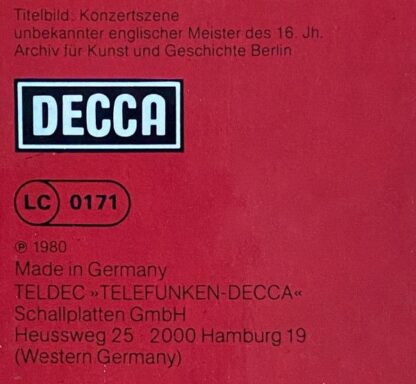 Titelbild: Konzertszene
unbekannter englischer Meister des 16. Jh.
Archiv für Kunst und Geschichte Berlin
DECCA
LC 0171
℗ 1980
Made in Germany
TELDEC »TELEFUNKEN-DECCA«
Schallplatten GmbH
Heussweg 25 · 2000 Hamburg 19
(Western Germany)